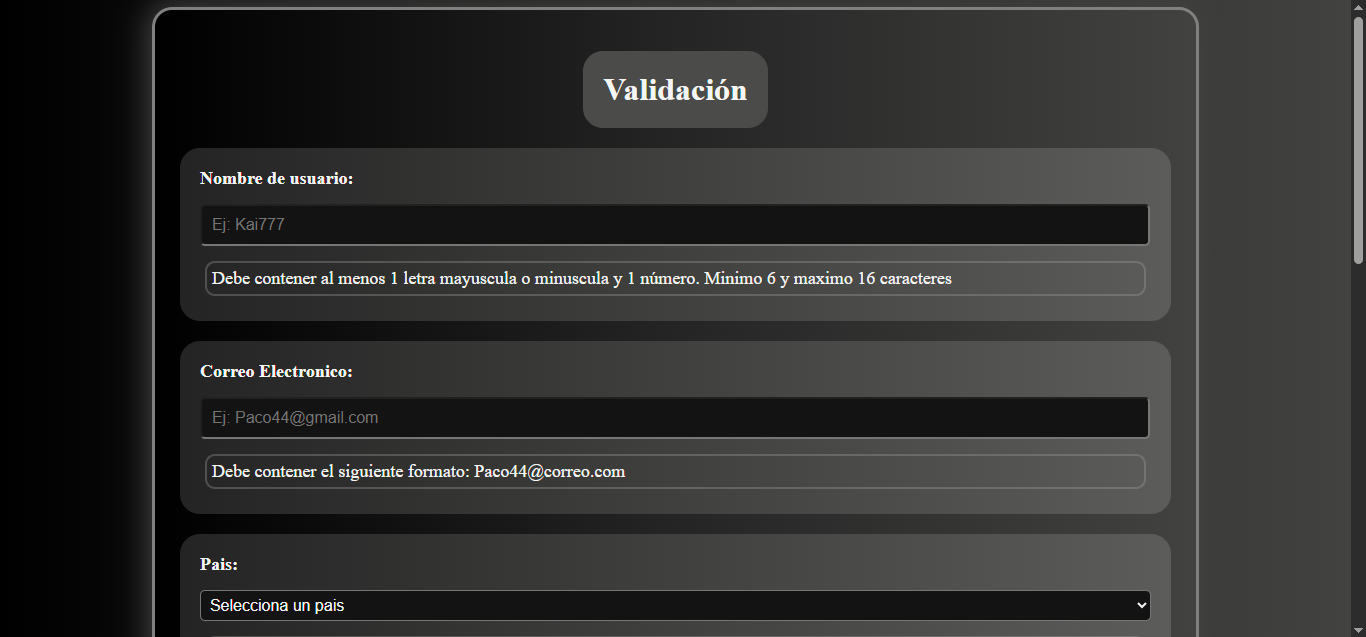 Validación
Nombre de usuario:
Ej: Kai777
Debe contener al menos 1 letra mayuscula o minuscula y 1 número. Minimo 6 y maximo 16 caracteres
Correo Electronico:
Ej: Paco44@gmail.com
Debe contener el siguiente formato: Paco44@correo.com
Pais:
Selecciona un pais